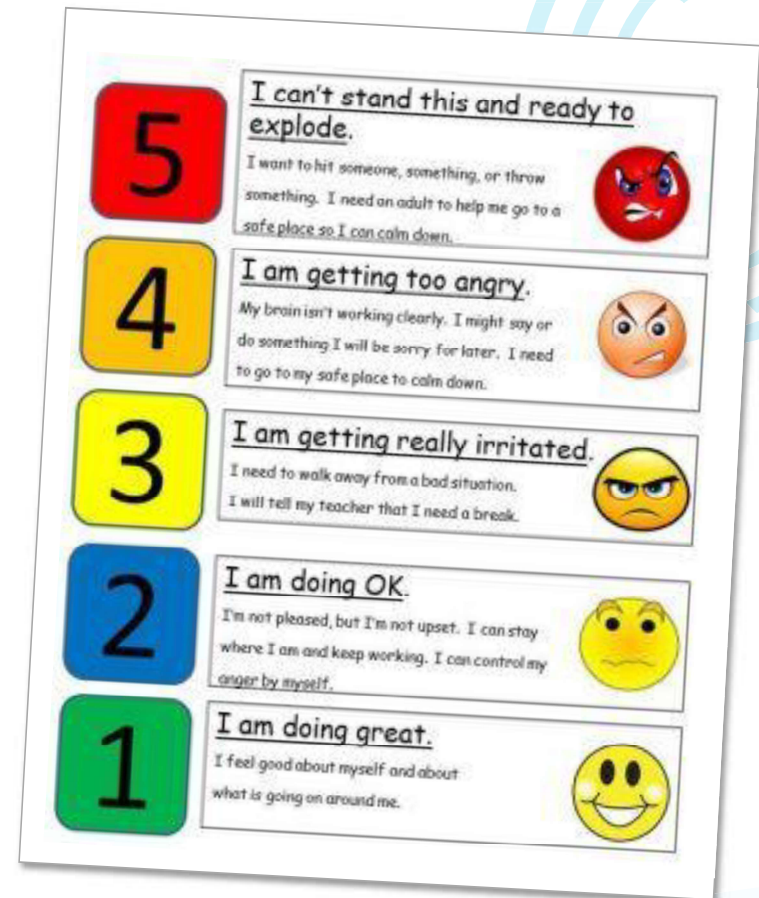 5
I can't stand this and ready to
explode.
I want to hit someone, something, or throw
something. I need an adult to help me go to a
safe place so I can calm down.
4
I am getting too angry.
My brain isn't working clearly. I might say or
do something I will be sorry for later. I need
to go to my safe place to calm down.
3
I am getting really irritated.
I need to walk away from a bad situation.
I will tell my teacher that I need a break.
2
I am doing OK.
I'm not pleased, but I'm not upset. I can stay
where I am and keep working. I can control my
anger by myself.
1
I am doing great.
I feel good about myself and about
what is going on around me.